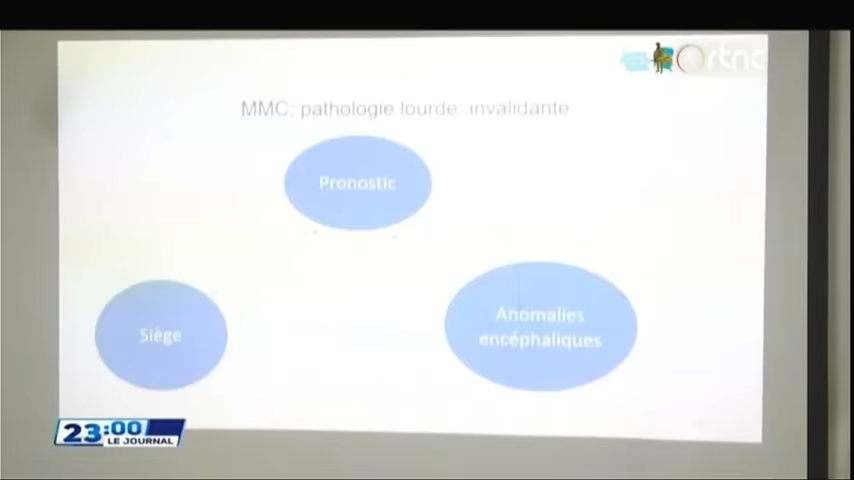 rtnc
MMC: pathologie lourde, invalidante
Pronostic
Siège
Anomalies
encéphaliques
23:00
LE JOURNAL